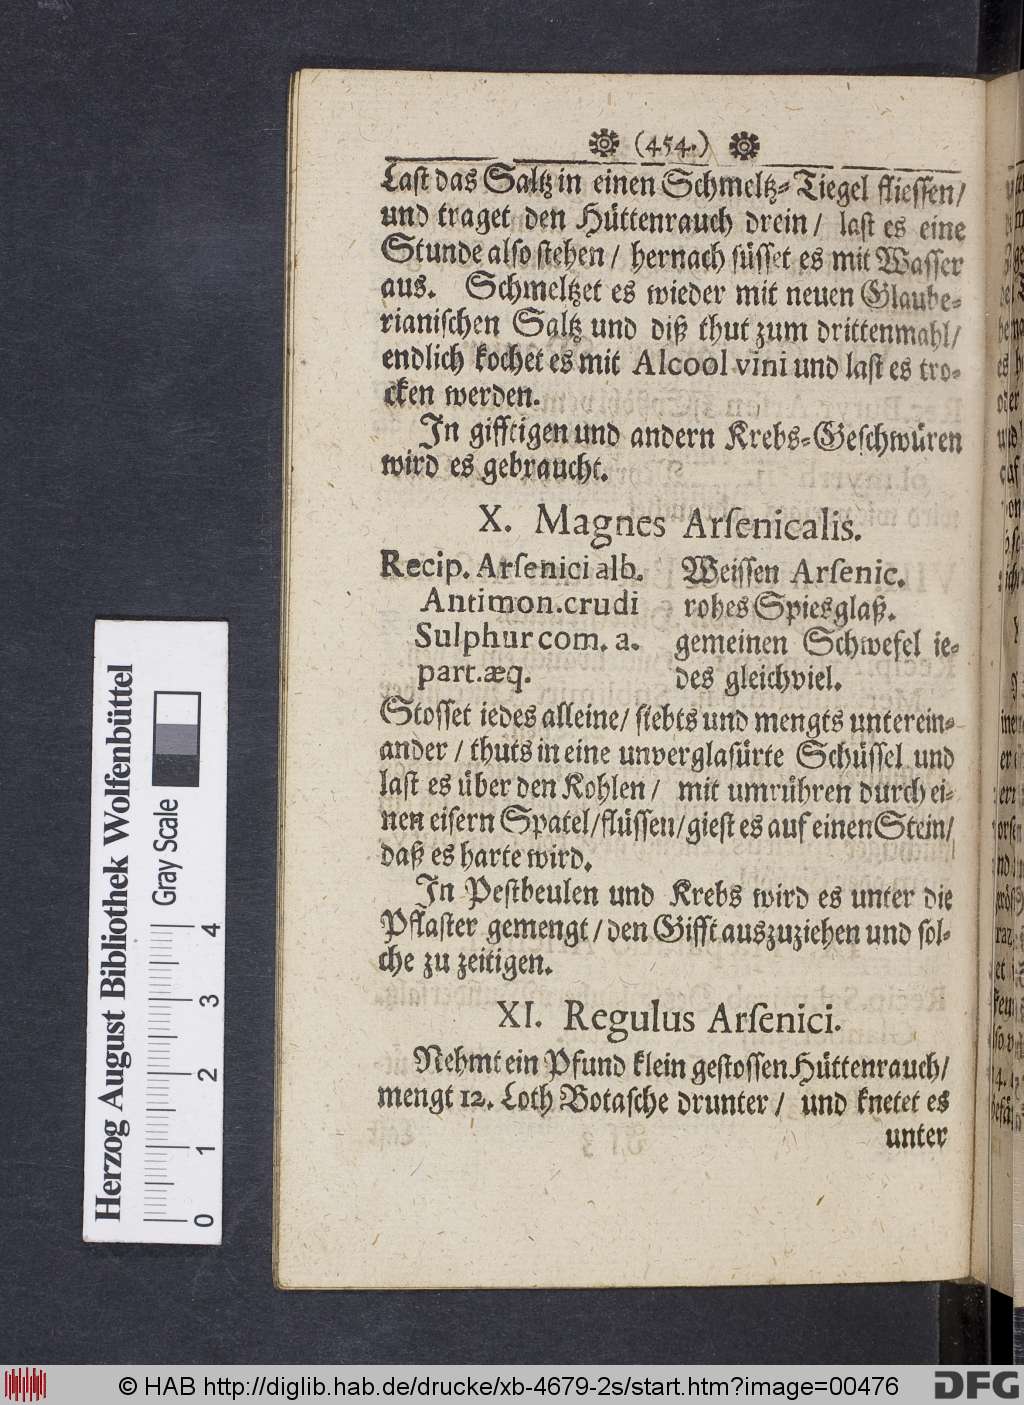 (454.)
Last das Saltz in einen Schmeltz=Tiegel fliessen/
und traget den Hüttenrauch drein/ last es eine
Stunde also stehen/ hernach süsset es mit Wasser
aus. Schmeltzet es wieder mit neuen Glaube=
rianischen Saltz und diß thut zum drittenmahl/
endlich kochet es mit Alcool vini und last es tro=
cken werden.
In gifftigen und andern Krebs=Geschwüren
wird es gebraucht.
X. Magnes Arſenicalis.
Recip. Arſenici alb. Weissen Arsenic.
Antimon. crudi rohes Spiesglaß.
Sulphur com. a. gemeinen Schwefel ie=
part. æq. des gleichviel.
Stosset iedes alleine/ siebts und mengts unterein=
ander/ thuts in eine unverglasürte Schüssel und
last es über den Kohlen/ mit umrühren durch ei=
nen eisern Spatel/ flüssen/ giest es auf einen Stein/
daß es harte wird.
In Pestbeulen und Krebs wird es unter die
Pflaster gemengt/ den Gifft auszuziehen und sol=
che zu zeitigen.
XI. Regulus Arſenici.
Nehmt ein Pfund klein gestossen Hüttenrauch/
mengt 12. Loth Botasche drunter/ und knetet es
unter
Herzog August Bibliothek Wolfenbüttel
Gray Scale
0 1 2 3 4
© HAB http://diglib.hab.de/drucke/xb-4679-2s/start.htm?image=00476
DFG